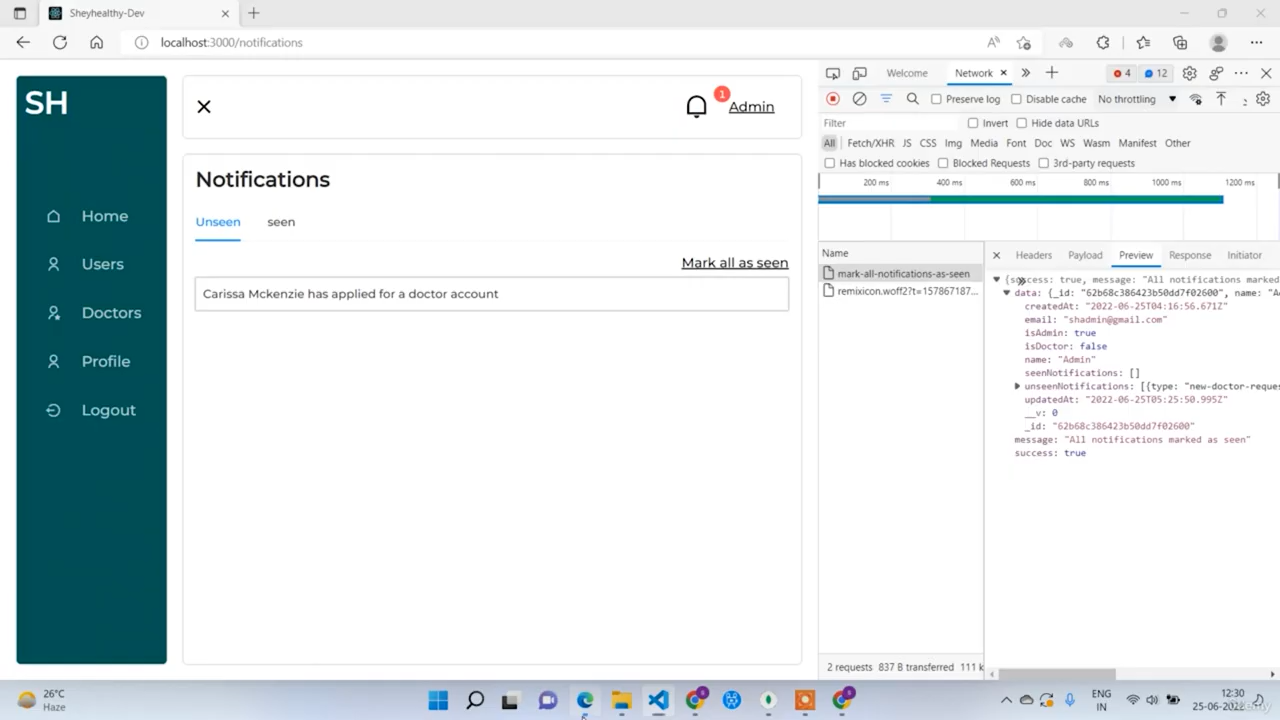 Sheyhealthy-Dev
localhost:3000/notifications
SH
Home
Users
Doctors
Profile
Logout
1
Admin
Notifications
Unseen seen
Mark all as seen
Carissa Mckenzie has applied for a doctor account
Welcome Network 4 12
Preserve log Disable cache No throttling
Filter Invert Hide data URLs
All Fetch/XHR JS CSS Img Media Font Doc WS Wasm Manifest Other
Has blocked cookies Blocked Requests 3rd-party requests
200 ms 400 ms 600 ms 800 ms 1000 ms 1200 ms
Name
mark-all-notifications-as-seen
remixicon.woff2?t=157867187...
2 requests 837 B transferred 111 k
Headers Payload Preview Response Initiator
{success: true, message: "All notifications marked
data: {_id: "62b68c386423b50dd7f02600", name: "A
createdAt: "2022-06-25T04:16:56.671Z"
email: "shadmin@gmail.com"
isAdmin: true
isDoctor: false
name: "Admin"
seenNotifications: []
unseenNotifications: [{type: "new-doctor-reque
updatedAt: "2022-06-25T05:25:50.995Z"
__v: 0
_id: "62b68c386423b50dd7f02600"
message: "All notifications marked as seen"
success: true
26°C
Haze
ENG
IN
12:30
25-06-2022